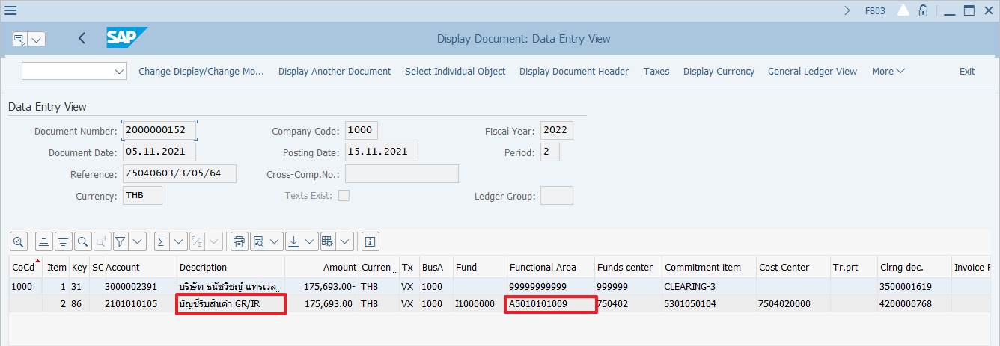 FB03
SAP
Display Document: Data Entry View
Change Display/Change Mo... Display Another Document Select Individual Object Display Document Header Taxes Display Currency General Ledger View More Exit
Data Entry View
Document Number: 2000000152 Company Code: 1000 Fiscal Year: 2022
Document Date: 05.11.2021 Posting Date: 15.11.2021 Period: 2
Reference: 75040603/3705/64 Cross-Comp.No.:
Currency: THB Texts Exist: Ledger Group:
CoCd Item Key SG Account Description Amount Curren... Tx BusA Fund Functional Area Funds center Commitment item Cost Center Tr.prt Clrng doc. Invoice
1000 1 31 3000002391 บริษัท ธนัชวิชญ์ แทรเวล... 175,693.00- THB VX 1000 99999999999 999999 CLEARING-3 3500001619
2 86 2101010105 บัญชีรับสินค้า GR/IR 175,693.00 THB VX 1000 I1000000 A5010101009 750402 5301050104 7504020000 4200000768